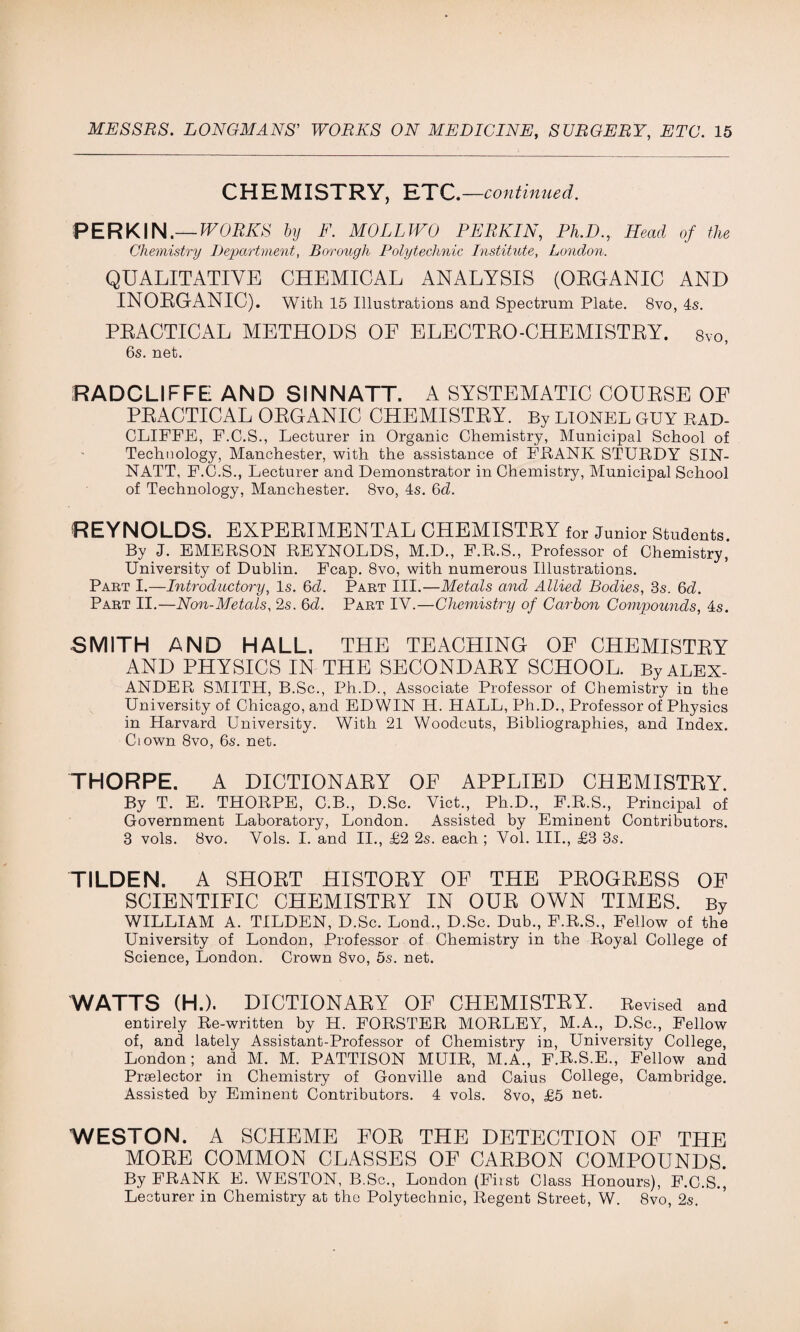 MESSRS. LONGMANS' WORKS ON MEDICINE, SURGERY, ETC. 15
CHEMISTRY, ETC.—continued.
PERKIN.—WORKS by F. MOLLWO PERKIN, Ph.D., Head of the
Chemistry Department, Borough Polytechnic Institute, London.
QUALITATIVE CHEMICAL ANALYSIS (ORGANIC AND
INORGANIC). With 15 Illustrations and Spectrum Plate. 8vo, 4s.
PRACTICAL METHODS OF ELECTRO-CHEMISTRY. 8vo,
6s. net.
RADCLIFFE AND SINNATT. A SYSTEMATIC COURSE OF
PRACTICAL ORGANIC CHEMISTRY. By LIONEL GUY RAD-
CLIFFE, F.C.S., Lecturer in Organic Chemistry, Municipal School of
Technology, Manchester, with the assistance of FRANK STURDY SIN-
NATT, F.C.S., Lecturer and Demonstrator in Chemistry, Municipal School
of Technology, Manchester. 8vo, 4s. 6d.
REYNOLDS. EXPERIMENTAL CHEMISTRY for Junior Students.
By J. EMERSON REYNOLDS, M.D., F.R.S., Professor of Chemistry,
University of Dublin. Fcap. 8vo, with numerous Illustrations.
PART I.—Introductory, 1s. 6d. PART III.—Metals and Allied Bodies, 3s. 6d.
PART II.—Non-Metals, 2s. 6d. PART IV.—Chemistry of Carbon Compounds, 4s.
SMITH AND HALL. THE TEACHING OF CHEMISTRY
AND PHYSICS IN THE SECONDARY SCHOOL. By ALEX-
ANDER SMITH, B.Sc., Ph.D., Associate Professor of Chemistry in the
University of Chicago, and EDWIN H. HALL, Ph.D., Professor of Physics
in Harvard University. With 21 Woodcuts, Bibliographies, and Index.
Crown 8vo, 6s. net.
THORPE. A DICTIONARY OF APPLIED CHEMISTRY.
By T. E. THORPE, C.B., D.Sc. Vict., Ph.D., F.R.S., Principal of
Government Laboratory, London. Assisted by Eminent Contributors.
3 vols. 8vo. Vols. I. and II., £2 2s. each ; Vol. III., £3 3s.
TILDEN. A SHORT HISTORY OF THE PROGRESS OF
SCIENTIFIC CHEMISTRY IN OUR OWN TIMES. By
WILLIAM A. TILDEN, D.Sc. Lond., D.Sc. Dub., F.R.S., Fellow of the
University of London, Professor of Chemistry in the Royal College of
Science, London. Crown 8vo, 5s. net.
WATTS (H.). DICTIONARY OF CHEMISTRY. Revised and
entirely Re-written by H. FORSTER MORLEY, M.A., D.Sc., Fellow
of, and lately Assistant-Professor of Chemistry in, University College,
London; and M. M. PATTISON MUIR, M.A., F.R.S.E., Fellow and
Prælector in Chemistry of Gonville and Caius College, Cambridge.
Assisted by Eminent Contributors. 4 vols. 8vo, £5 net.
WESTON. A SCHEME FOR THE DETECTION OF THE
MORE COMMON CLASSES OF CARBON COMPOUNDS.
By FRANK E. WESTON, B.Sc., London (First Class Honours), F.C.S.,
Lecturer in Chemistry at the Polytechnic, Regent Street, W. 8vo, 2s.